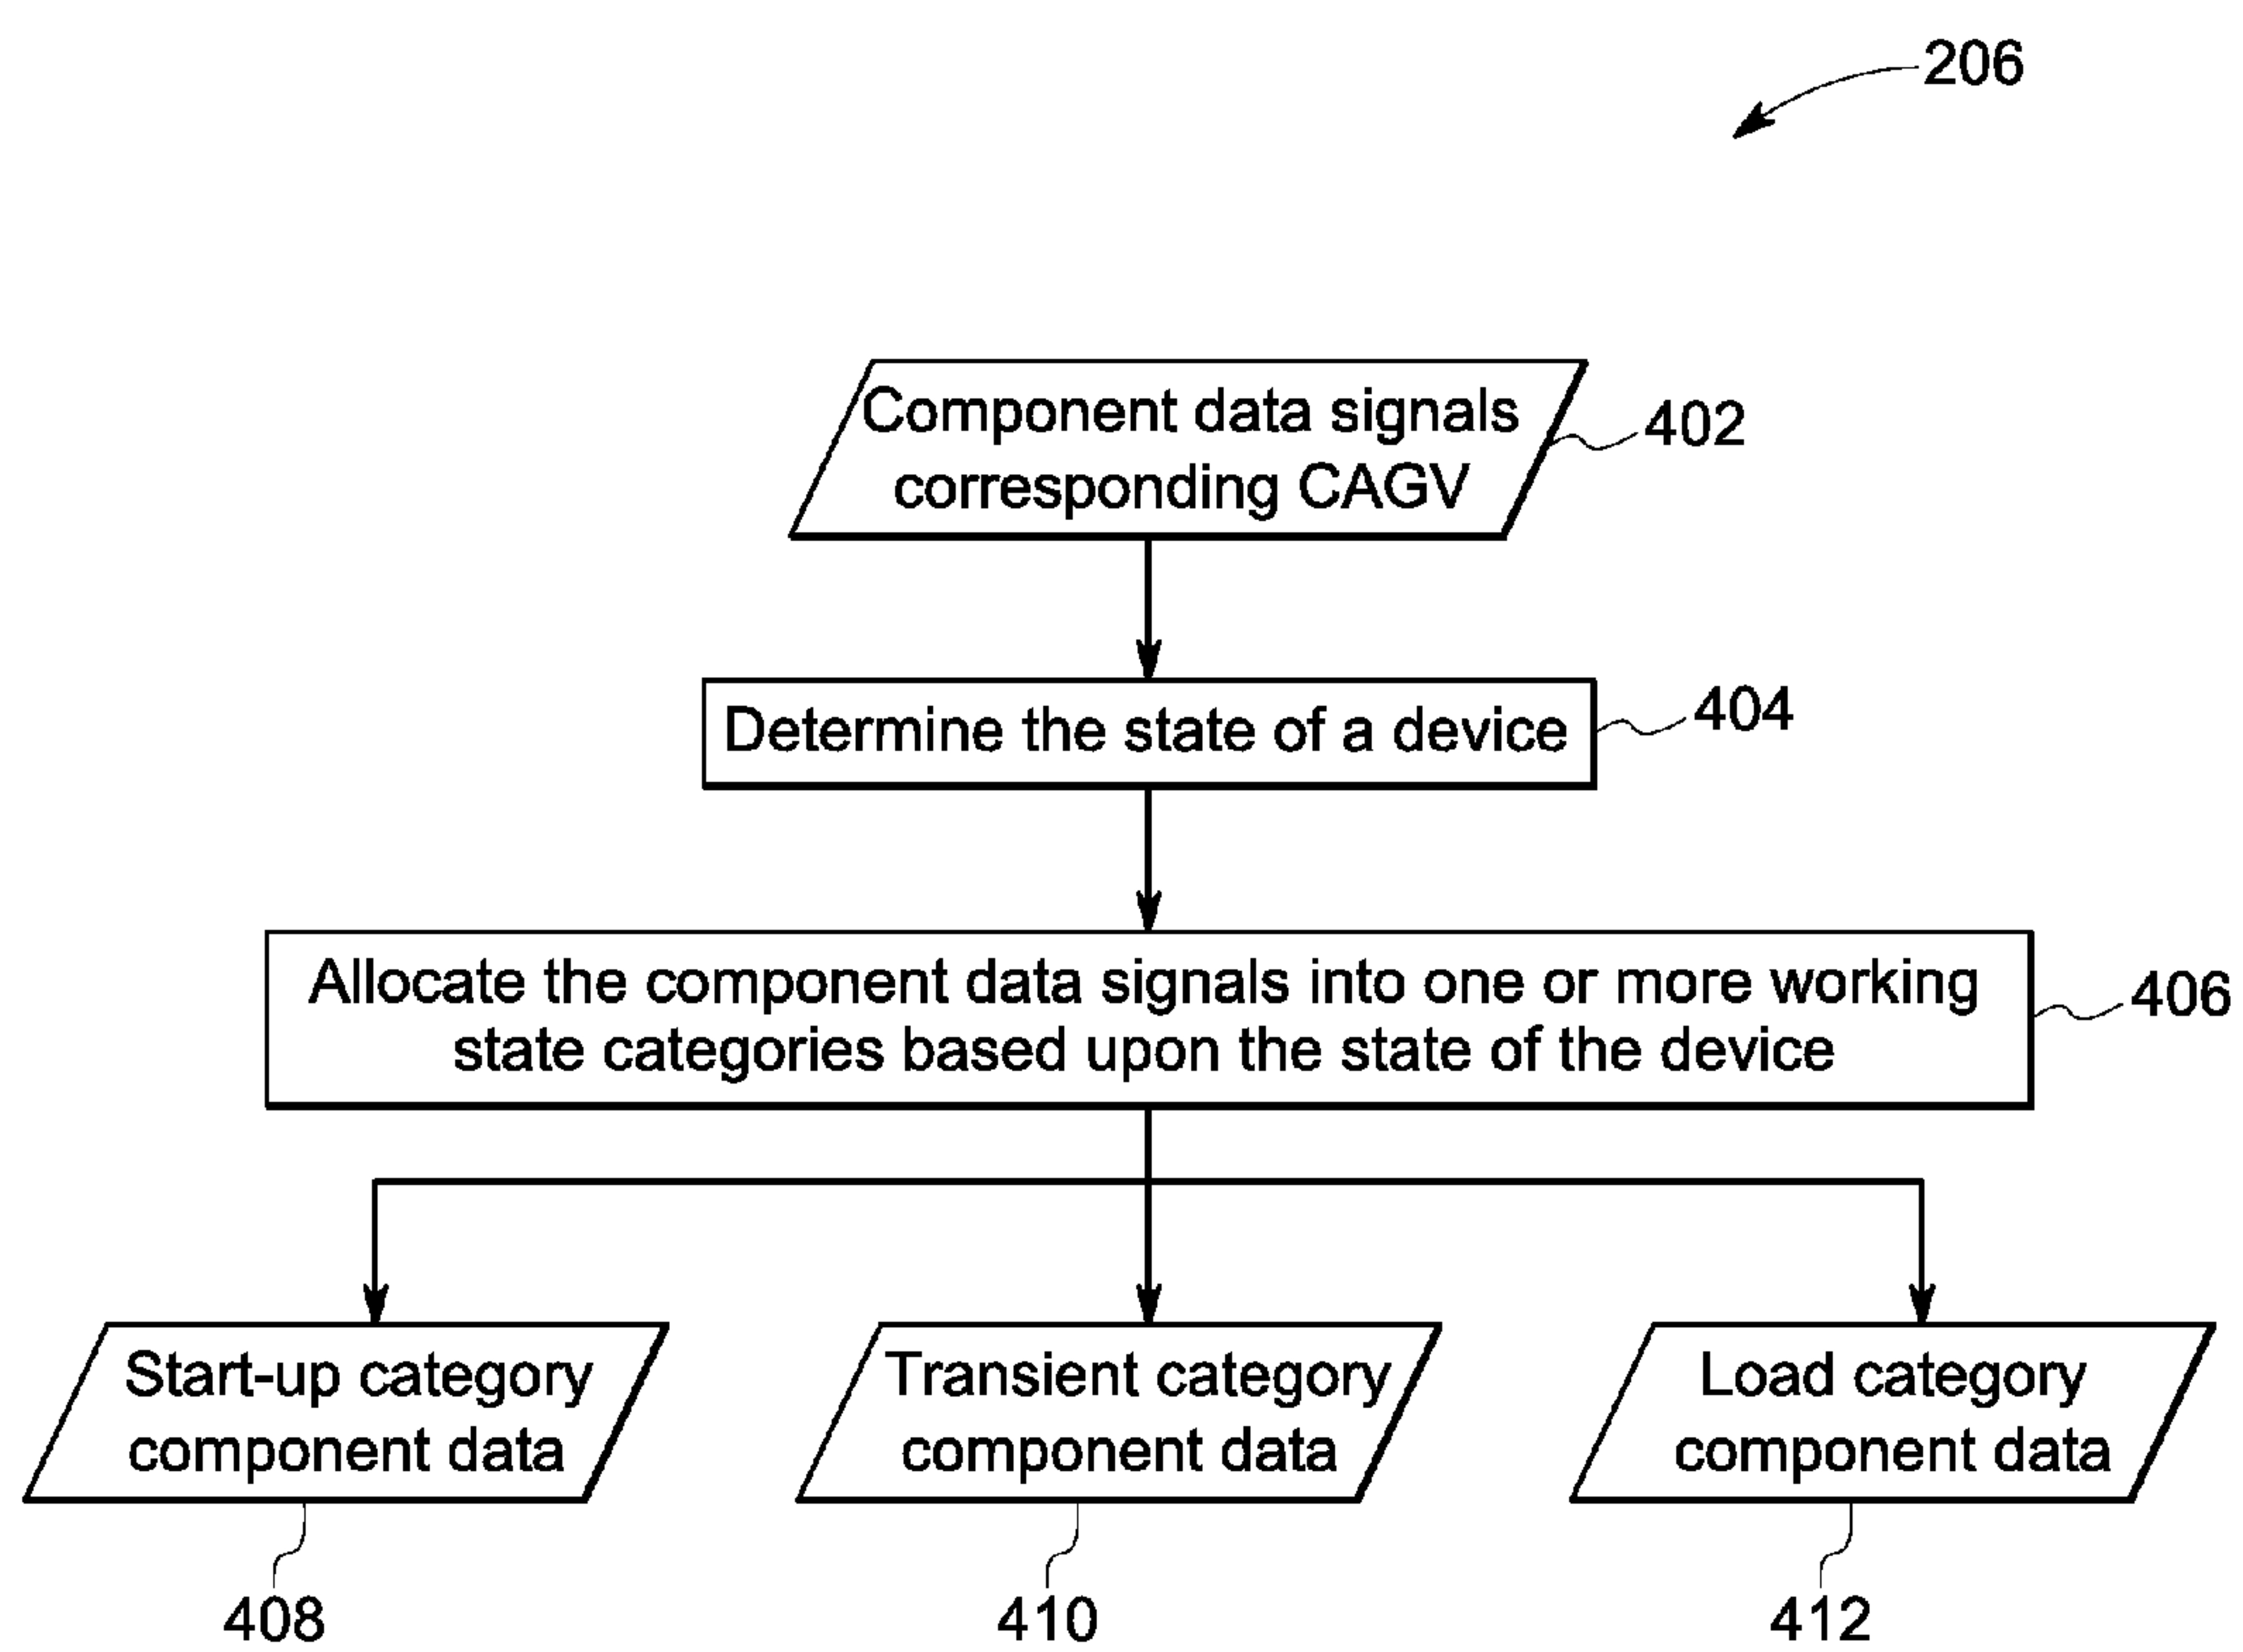 206
Component data signals
corresponding CAGV
402
Determine the state of a device
404
Allocate the component data signals into one or more working
state categories based upon the state of the device
406
Start-up category
component data
Transient category
component data
Load category
component data
408
410
412